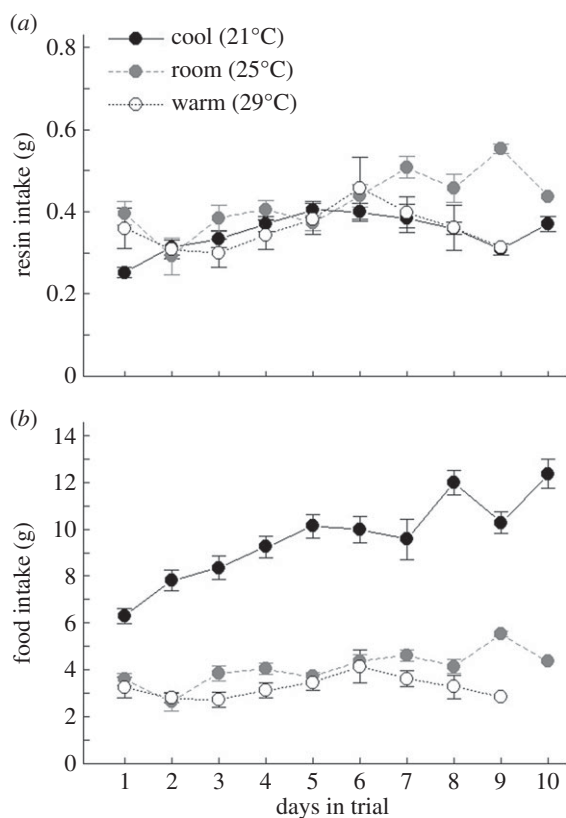 (a)
cool (21°C)
room (25°C)
warm (29°C)
0.8
0.6
0.4
0.2
0
resin intake (g)
(b)
14
12
10
8
6
4
2
0
food intake (g)
1 2 3 4 5 6 7 8 9 10
days in trial